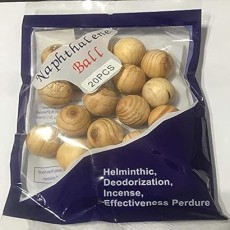 Naphthalene
Ball
20PCS
Helminthic,
Deodorization,
Incense,
Effectiveness Perdure